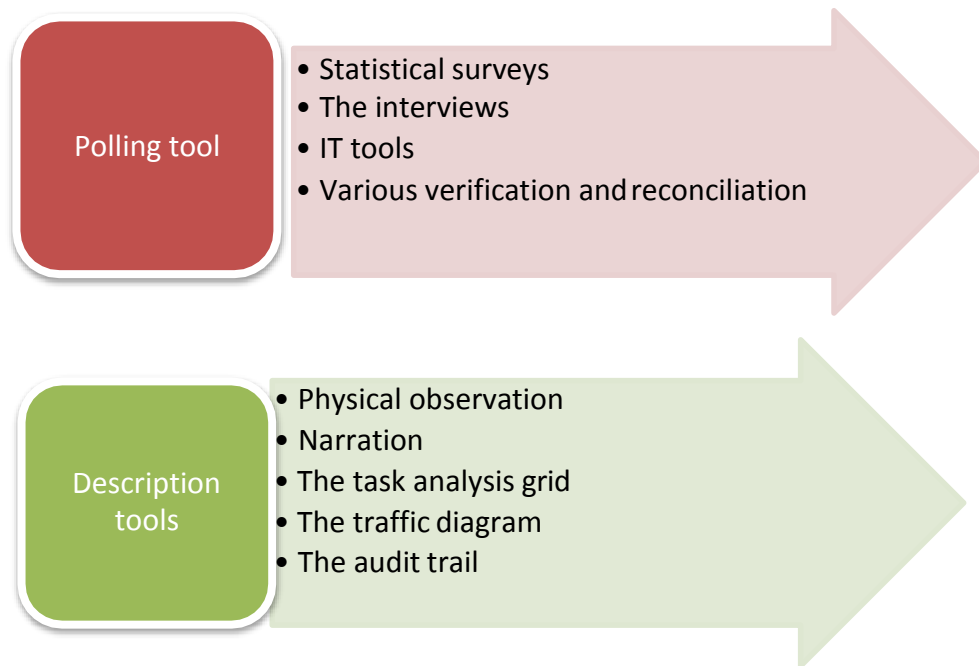 Polling tool
• Statistical surveys
• The interviews
• IT tools
• Various verification and reconciliation
Description
tools
• Physical observation
• Narration
• The task analysis grid
• The traffic diagram
• The audit trail